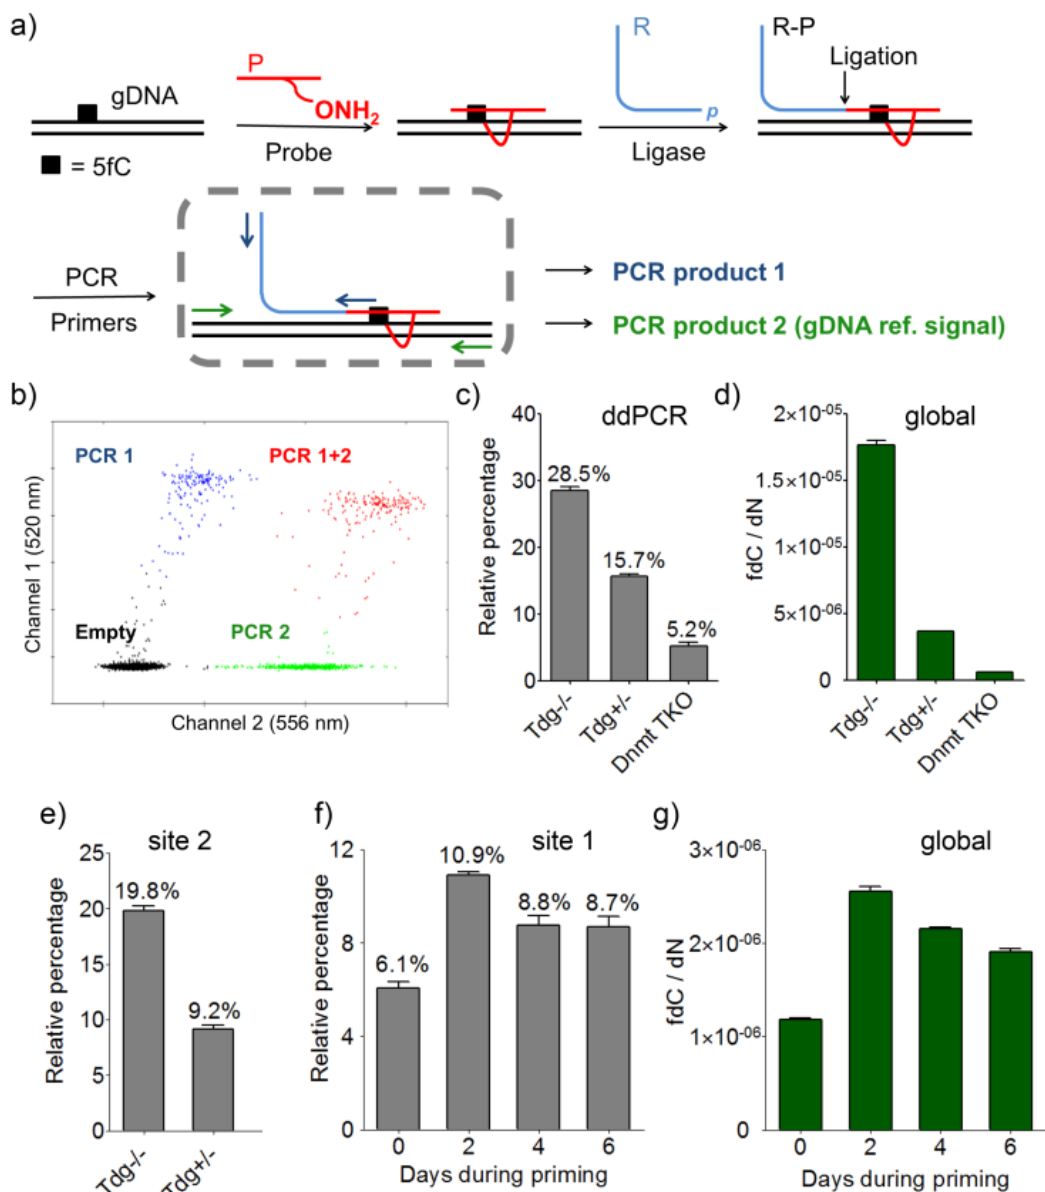 a)
P
R
R-P
gDNA
ONH2
Ligation
p
Probe
Ligase
= 5fC
PCR
Primers
PCR product 1
PCR product 2 (gDNA ref. signal)
b)
Channel 1 (520 nm)
PCR 1
PCR 1+2
Empty
PCR 2
Channel 2 (556 nm)
c)
ddPCR
Relative percentage
40
30
20
10
0
28.5%
15.7%
5.2%
Tdg-/-
Tdg+/-
Dnmt TKO
d)
global
fdC / dN
2×10-05
2×10-05
1×10-05
5×10-06
0
Tdg-/-
Tdg+/-
Dnmt TKO
e)
site 2
Relative percentage
25
20
15
10
5
0
19.8%
9.2%
Tdg-/-
Tdg+/-
f)
site 1
Relative percentage
12
9
6
3
0
6.1%
10.9%
8.8%
8.7%
0
2
4
6
Days during priming
g)
global
fdC / dN
3×10-06
2×10-06
1×10-06
0
0
2
4
6
Days during priming